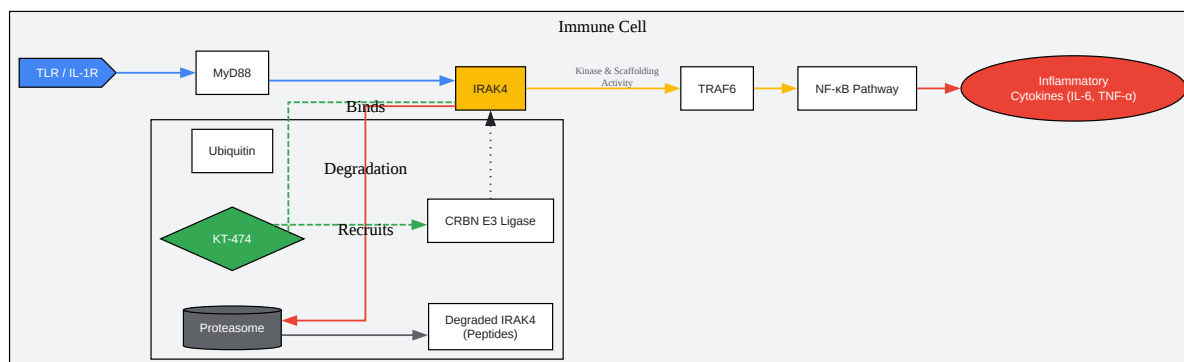 Immune Cell
TLR / IL-1R
MyD88
IRAK4
Kinase & Scaffolding
Activity
TRAF6
NF-κB Pathway
Inflammatory
Cytokines (IL-6, TNF-α)
Binds
Ubiquitin
Degradation
KT-474
Recruits
CRBN E3 Ligase
Proteasome
Degraded IRAK4
(Peptides)